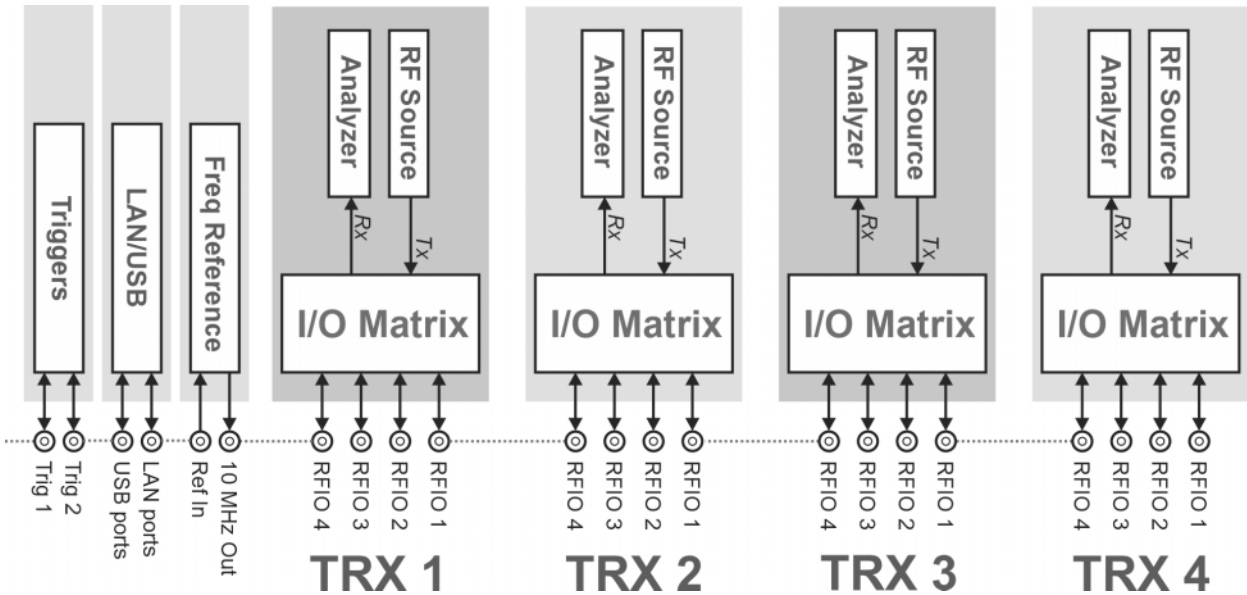 Triggers
Trig 1
Trig 2
LAN/USB
USB ports
LAN ports
Freq Reference
Ref In
10 MHz Out
Analyzer
RF Source
Rx
Tx
I/O Matrix
RFIO 4
RFIO 3
RFIO 2
RFIO 1
TRX 1
Analyzer
RF Source
Rx
Tx
I/O Matrix
RFIO 4
RFIO 3
RFIO 2
RFIO 1
TRX 2
Analyzer
RF Source
Rx
Tx
I/O Matrix
RFIO 4
RFIO 3
RFIO 2
RFIO 1
TRX 3
Analyzer
RF Source
Rx
Tx
I/O Matrix
RFIO 4
RFIO 3
RFIO 2
RFIO 1
TRX 4